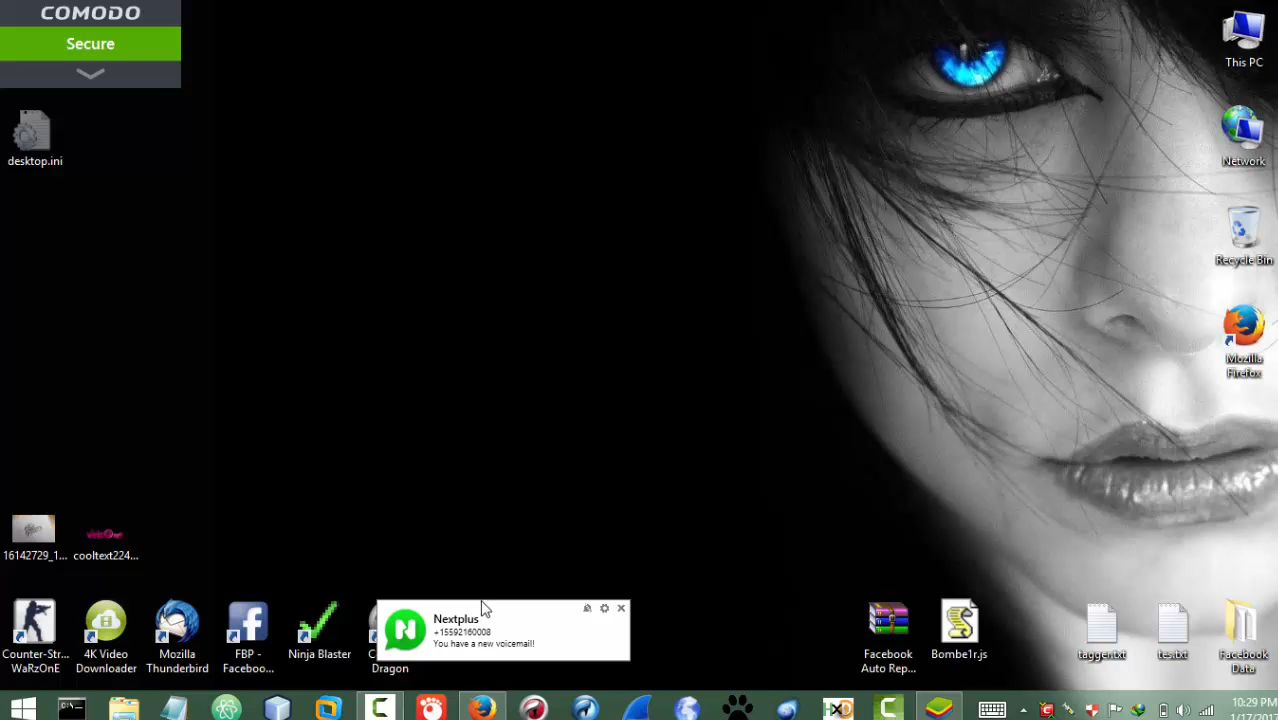 COMODO
Secure
This PC
desktop.ini
Network
Recycle Bin
Mozilla
Firefox
16142729_1...
cooltext224...
Nextplus
+15592160008
You have a new voicemail!
Counter-Str...
WaRzOnE
4K Video
Downloader
Mozilla
Thunderbird
FBP -
Faceboo...
Ninja Blaster
Dragon
Facebook
Auto Rep...
Bombe1r.js
tagger.txt
tes.txt
Facebook
Data
10:29 PM